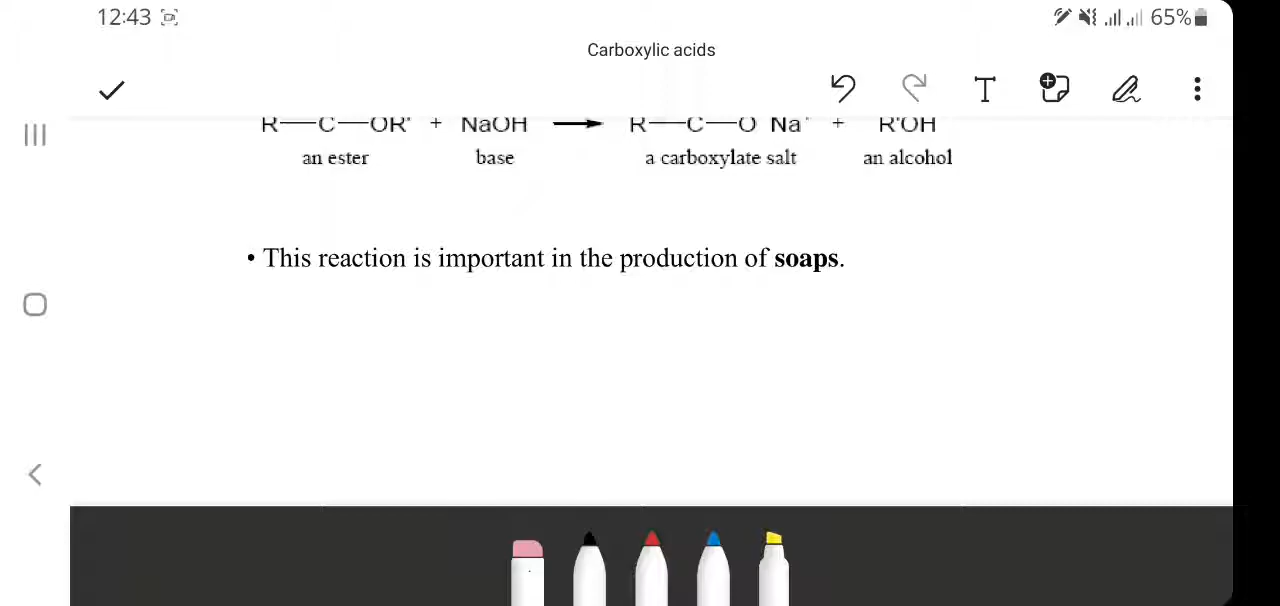 12:43
65%
Carboxylic acids
T
R—C—OR' + NaOH → R—C—O Na + R'OH
an ester base a carboxylate salt an alcohol
• This reaction is important in the production of soaps.